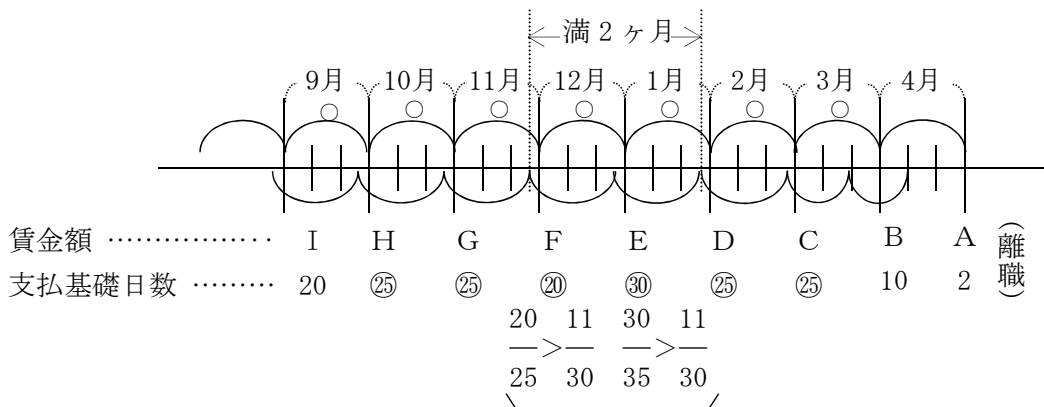 満2ヶ月
9月 10月 11月 12月 1月 2月 3月 4月
○ ○ ○ ○ ○ ○ ○
賃金額 ……………… I H G F E D C B A
支払基礎日数 ……… 20 ㉕ ㉕ ⑳ ㉚ ㉕ ㉕ 10 2
(離職)
20/25>11/30 30/35>11/30